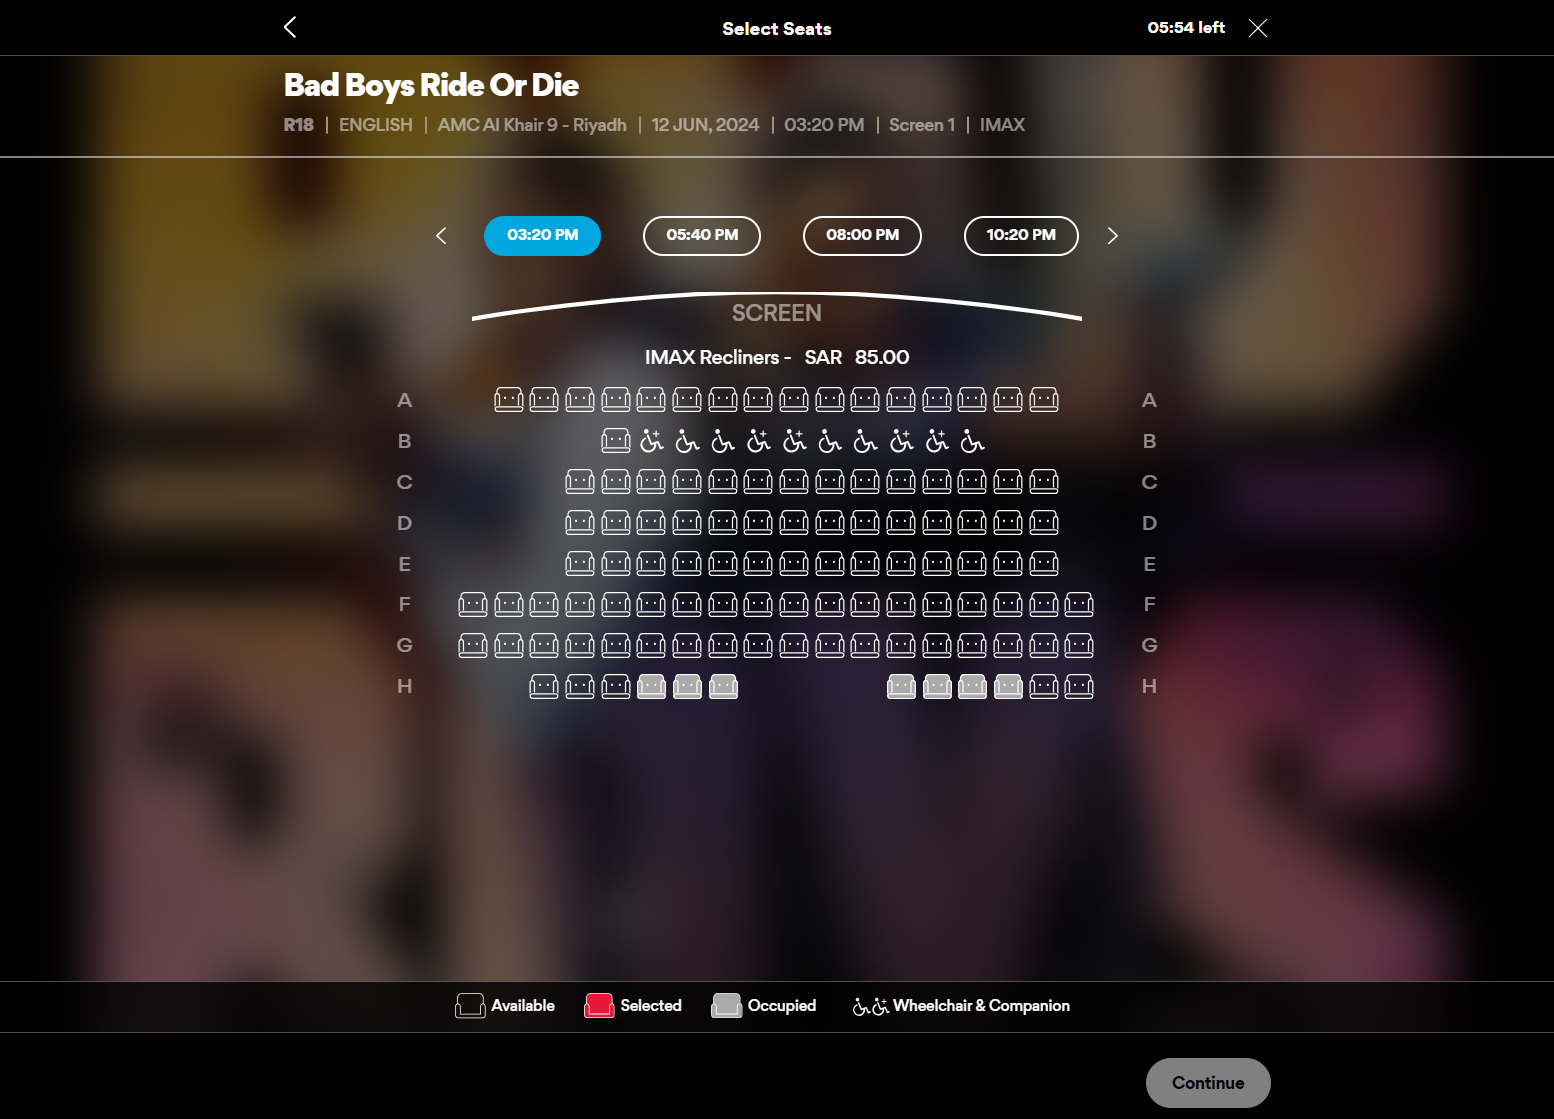 Select Seats
05:54 left
Bad Boys Ride Or Die
R18 | ENGLISH | AMC Al Khair 9 - Riyadh | 12 JUN, 2024 | 03:20 PM | Screen 1 | IMAX
03:20 PM 05:40 PM 08:00 PM 10:20 PM
SCREEN
IMAX Recliners - SAR 85.00
A A
B B
C C
D D
E E
F F
G G
H H
Available Selected Occupied Wheelchair & Companion
Continue